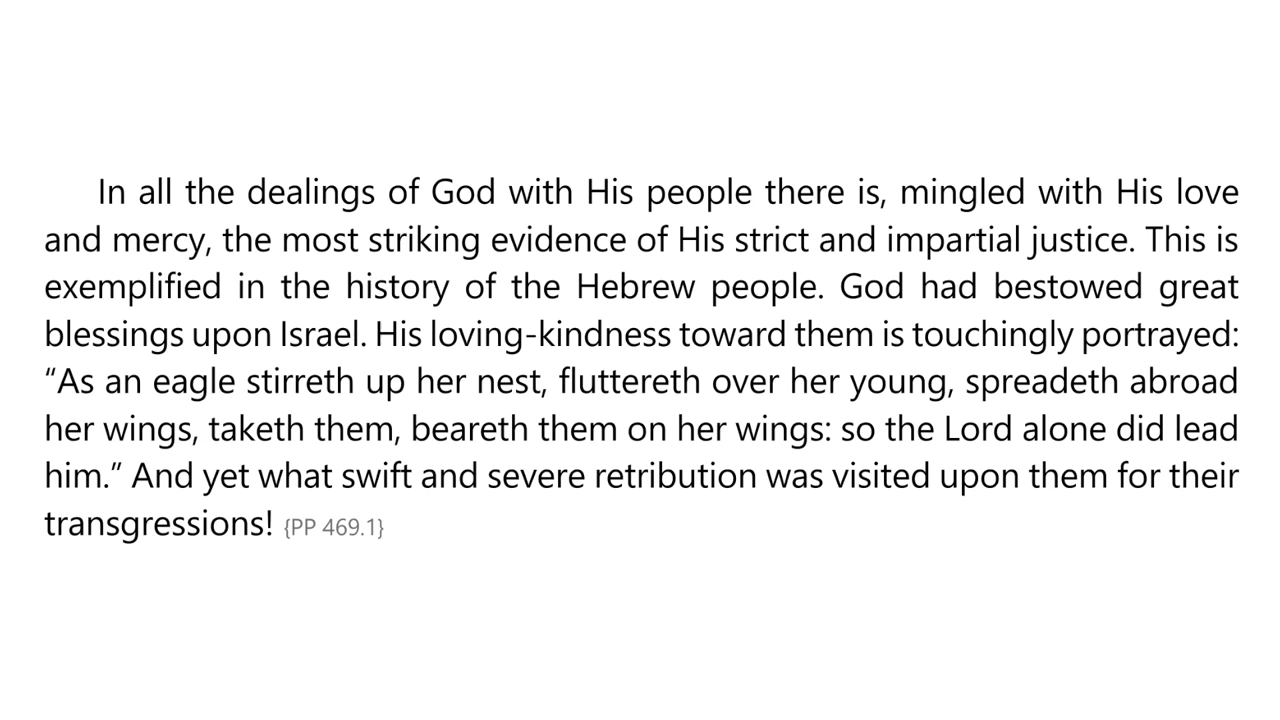 In all the dealings of God with His people there is, mingled with His love
and mercy, the most striking evidence of His strict and impartial justice. This is
exemplified in the history of the Hebrew people. God had bestowed great
blessings upon Israel. His loving-kindness toward them is touchingly portrayed:
“As an eagle stirreth up her nest, fluttereth over her young, spreadeth abroad
her wings, taketh them, beareth them on her wings: so the Lord alone did lead
him.” And yet what swift and severe retribution was visited upon them for their
transgressions! {PP 469.1}